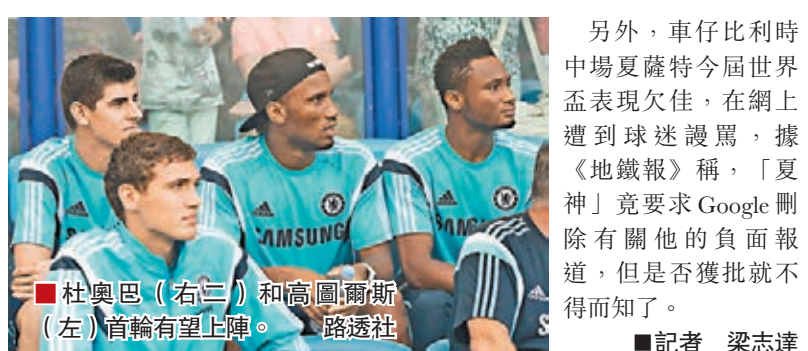 AMSUNG
AMSUNG
■杜奧巴（右二）和高圖爾斯
（左）首輪有望上陣。 路透社
另外，車仔比利時
中場夏薩特今屆世界
盃表現欠佳，在網上
遭到球迷謾罵，據
《地鐵報》稱，「夏
神」竟要求Google刪
除有關他的負面報
道，但是否獲批就不
得而知了。
■記者 梁志達